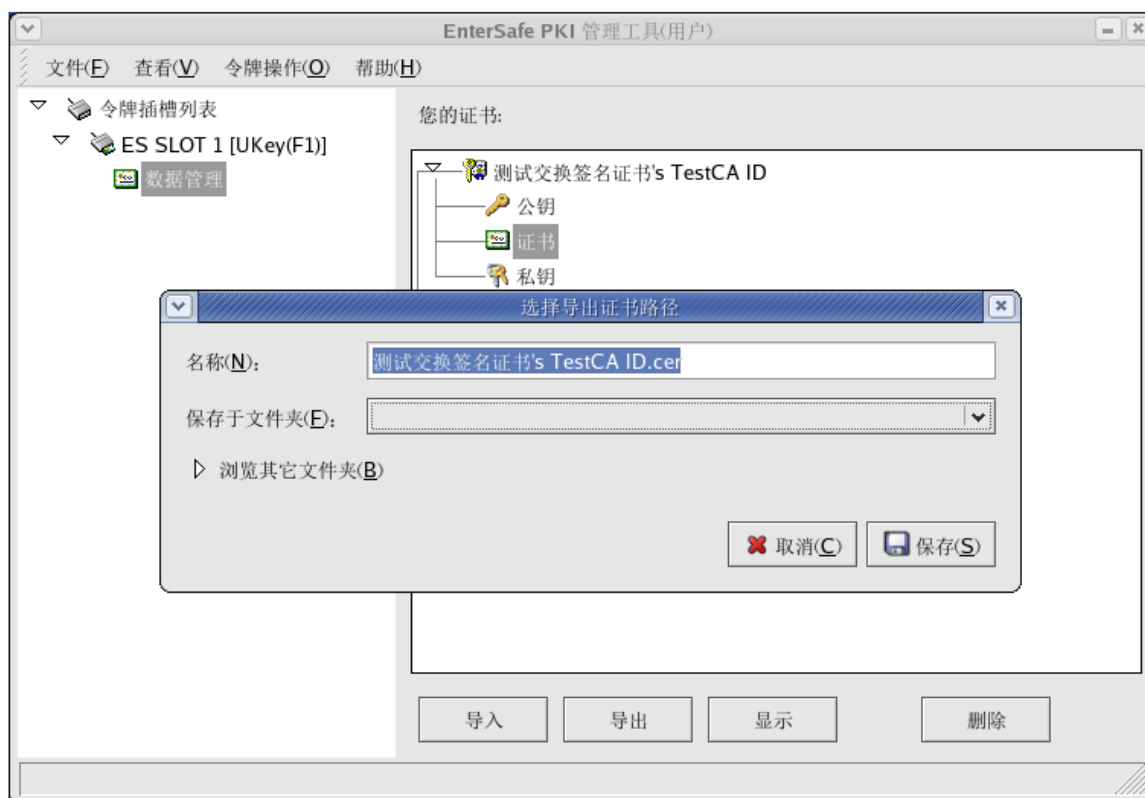 EnterSafe PKI 管理工具(用户)
文件(F) 查看(V) 令牌操作(O) 帮助(H)
令牌插槽列表
ES SLOT 1 [UKey(F1)]
数据管理
您的证书:
测试交换签名证书's TestCA ID
公钥
证书
私钥
选择导出证书路径
名称(N):
测试交换签名证书's TestCA ID.cer
保存于文件夹(F):
浏览其它文件夹(B)
取消(C) 保存(S)
导入 导出 显示 删除